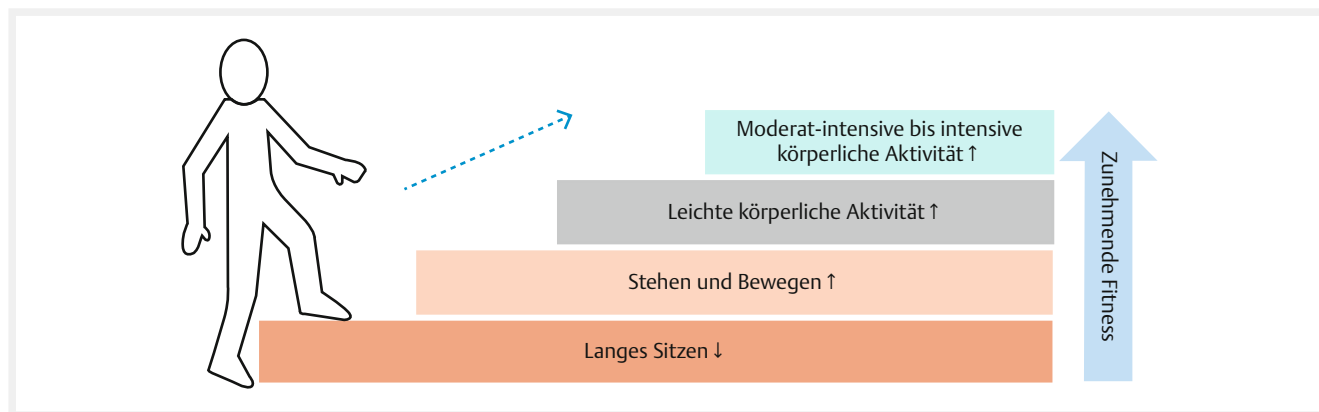 Moderat-intensive bis intensive
körperliche Aktivität ↑
Leichte körperliche Aktivität ↑
Stehen und Bewegen ↑
Langes Sitzen ↓
Zunehmende Fitness